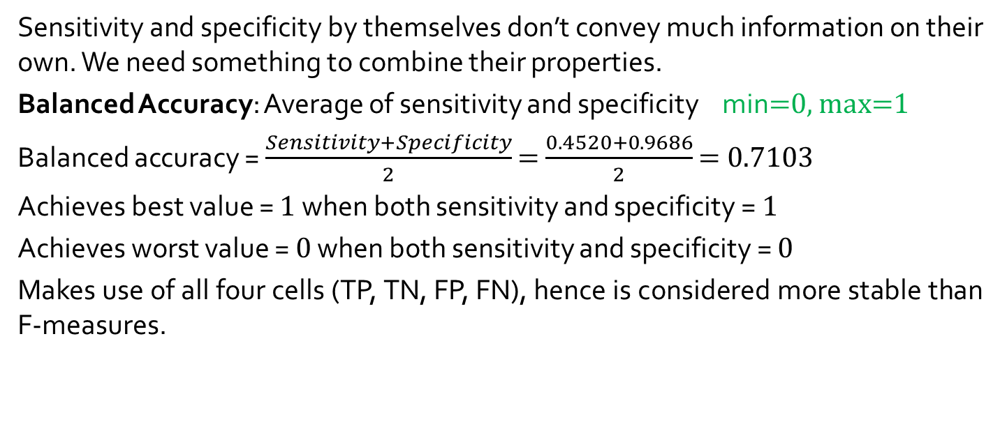 Sensitivity and specificity by themselves don't convey much information on their
own. We need something to combine their properties.
Balanced Accuracy: Average of sensitivity and specificity min=0, max=1
Balanced accuracy = \frac{Sensitivity+Specificity}{2} = \frac{0.4520+0.9686}{2} = 0.7103
Achieves best value = 1 when both sensitivity and specificity = 1
Achieves worst value = 0 when both sensitivity and specificity = 0
Makes use of all four cells (TP, TN, FP, FN), hence is considered more stable than
F-measures.